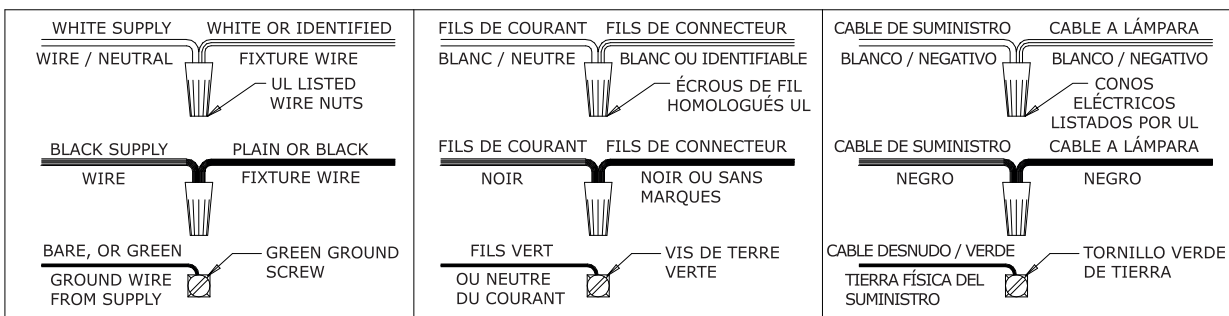 WHITE SUPPLY
WHITE OR IDENTIFIED
WIRE / NEUTRAL
FIXTURE WIRE
UL LISTED
WIRE NUTS
BLACK SUPPLY
PLAIN OR BLACK
WIRE
FIXTURE WIRE
BARE, OR GREEN
GREEN GROUND
SCREW
GROUND WIRE
FROM SUPPLY
FILS DE COURANT
FILS DE CONNECTEUR
BLANC / NEUTRE
BLANC OU IDENTIFIABLE
ÉCROUS DE FIL
HOMOLOGUÉS UL
FILS DE COURANT
FILS DE CONNECTEUR
NOIR
NOIR OU SANS
MARQUES
FILS VERT
VIS DE TERRE
VERTE
OU NEUTRE
DU COURANT
CABLE DE SUMINISTRO
CABLE A LÁMPARA
BLANCO / NEGATIVO
BLANCO / NEGATIVO
CONOS
ELÉCTRICOS
LISTADOS POR UL
CABLE DE SUMINISTRO
CABLE A LÁMPARA
NEGRO
NEGRO
CABLE DESNUDO / VERDE
TORNILLO VERDE
DE TIERRA
TIERRA FÍSICA DEL
SUMINISTRO